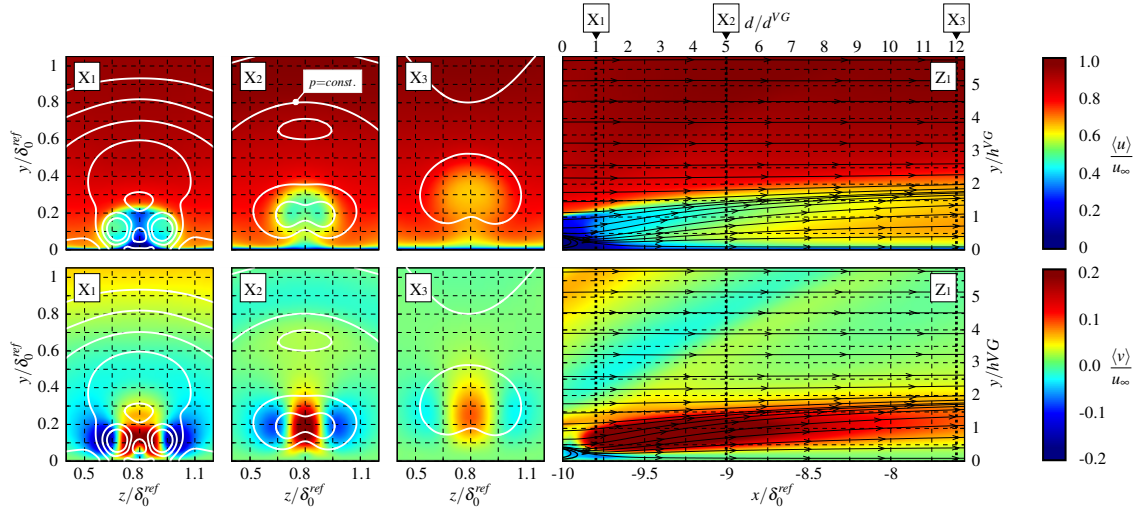 X1 X2 d/d^VG X3
0 1 2 3 4 5 6 7 8 9 10 11 12
1 0.8 0.6 0.4 0.2 0
y/δ0^ref
X1
X2
p=const.
X3
Z1
5 4 3 2 1 0
y/h^VG
1.0 0.8 0.6 0.4 0.2 0
⟨u⟩
u∞
1 0.8 0.6 0.4 0.2 0
y/δ0^ref
X1
X2
X3
Z1
5 4 3 2 1 0
y/hVG
0.2 0.1 0.0 -0.1 -0.2
⟨v⟩
u∞
0.5 0.8 1.1 0.5 0.8 1.1 0.5 0.8 1.1 -10 -9.5 -9 -8.5 -8
z/δ0^ref z/δ0^ref z/δ0^ref x/δ0^ref